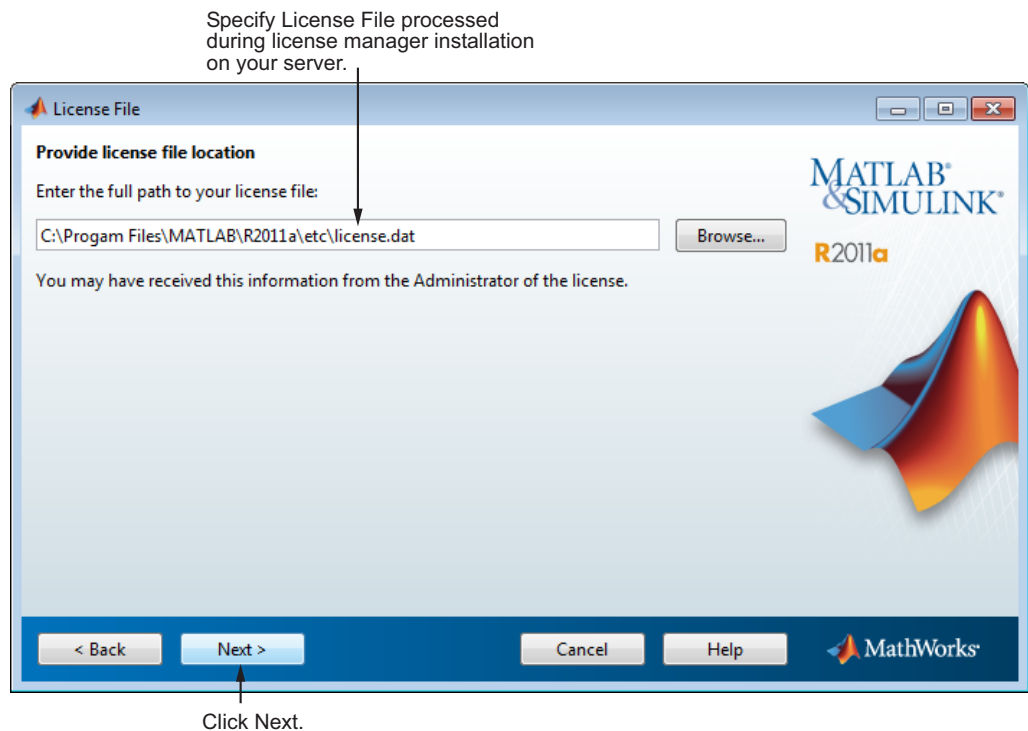 Specify License File processed
during license manager installation
on your server.
License File
Provide license file location
Enter the full path to your license file:
C:\Progam Files\MATLAB\R2011a\etc\license.dat
Browse...
You may have received this information from the Administrator of the license.
MATLAB®
&SIMULINK®
R2011a
< Back
Next >
Cancel
Help
MathWorks®
Click Next.